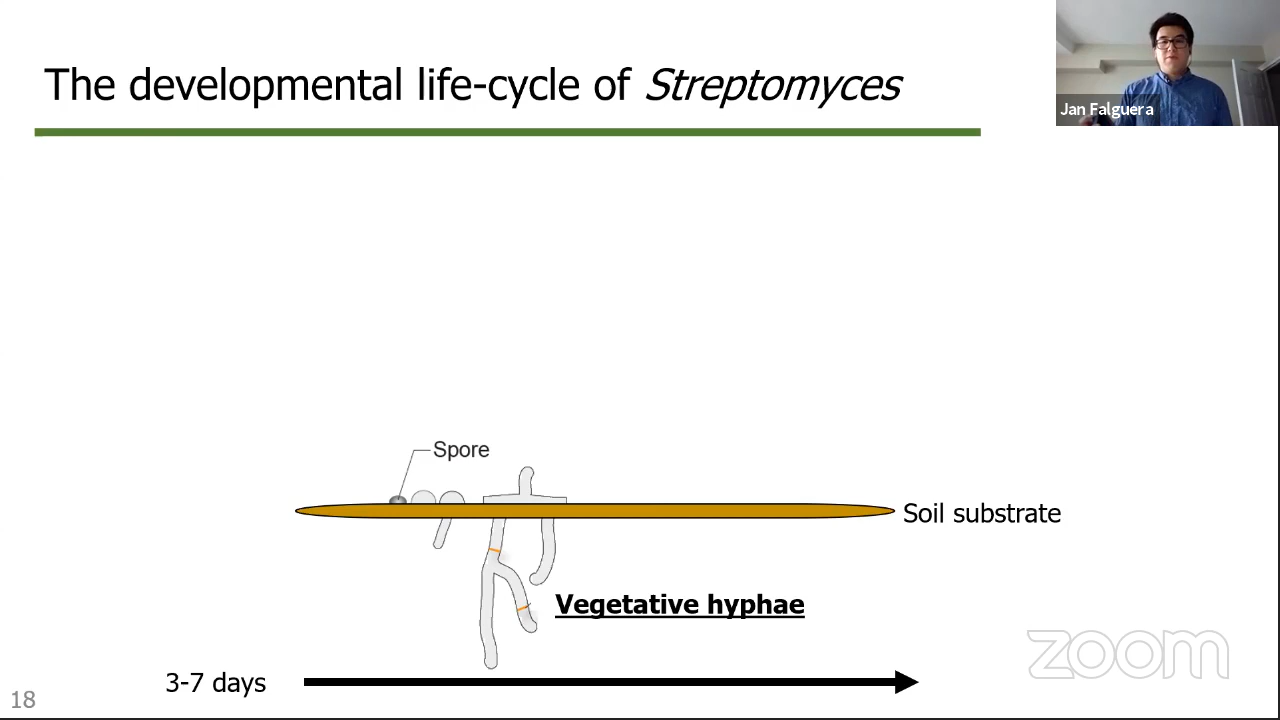 The developmental life-cycle of Streptomyces
Jan Falguera
Spore
Soil substrate
Vegetative hyphae
zoom
3-7 days
18